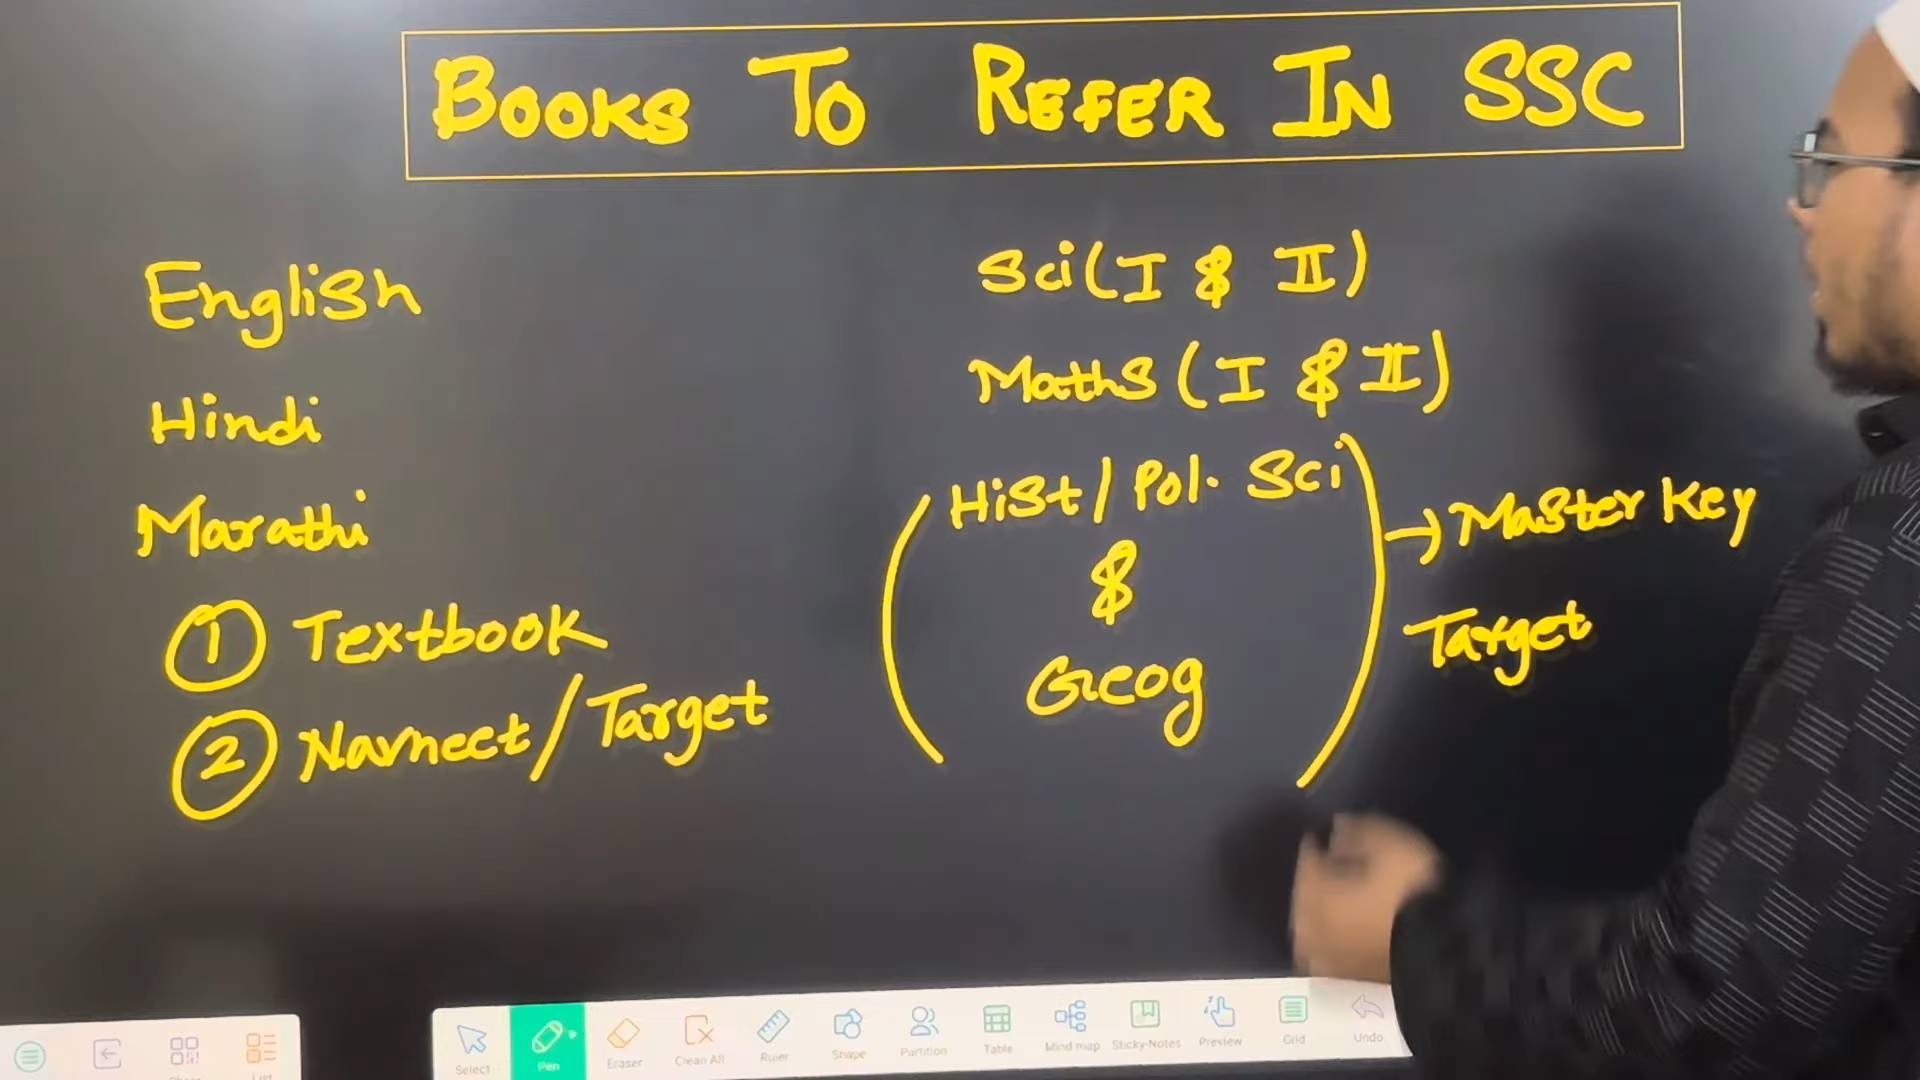 BOOKS TO REFER IN SSC
English
Hindi
Marathi
① Textbook
② Navneet/Target
Sci (I & II)
Maths (I & II)
(Hist/Pol. Sci
&
Geog)
→ Master Key
Target
Select
Pen
Eraser
Clean All
Ruler
Shape
Partition
Table
Mind map
Sticky-Notes
Preview
Grid
Undo